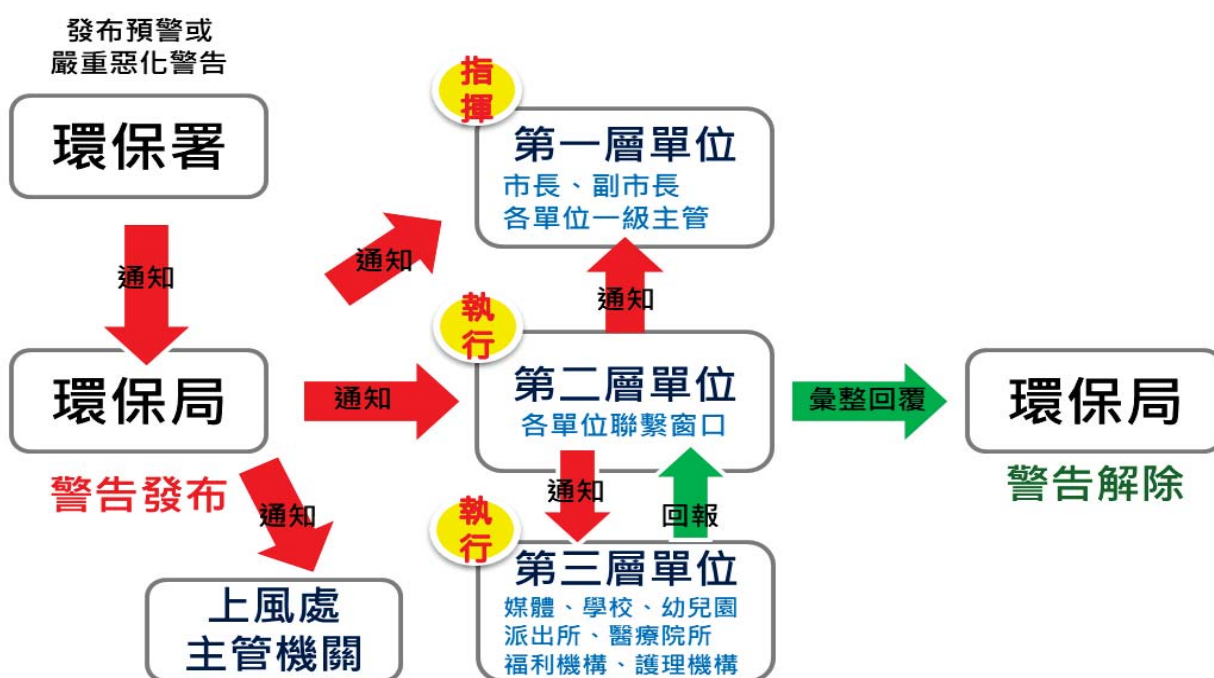 發布預警或
嚴重惡化警告
環保署
通知
環保局
警告發布
通知
上風處
主管機關
通知
通知
指
揮
第一層單位
市長、副市長
各單位一級主管
通知
執
行
第二層單位
各單位聯繫窗口
通知
回報
執
行
第三層單位
媒體、學校、幼兒園
派出所、醫療院所
福利機構、護理機構
彙整回覆
環保局
警告解除